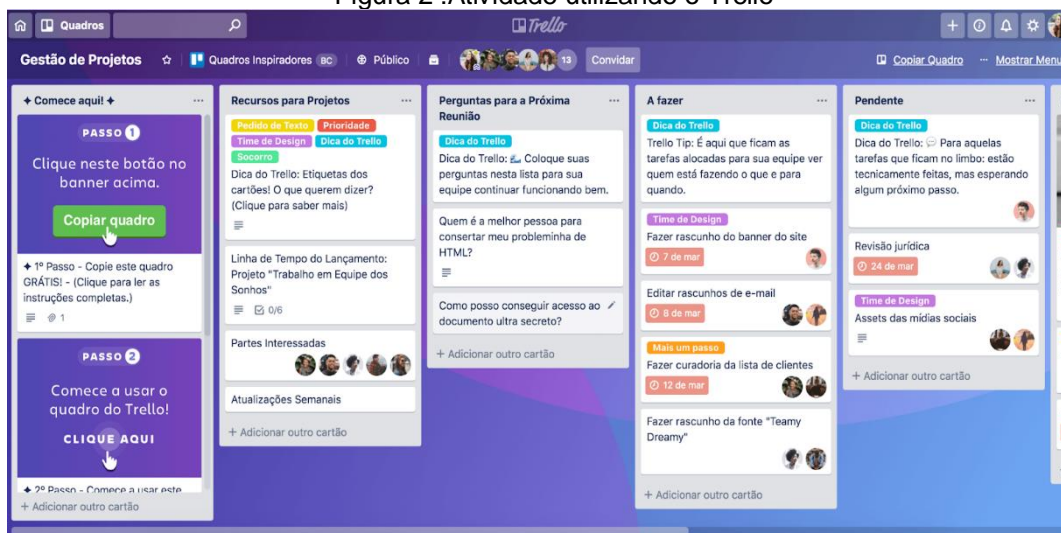 Figura 2 .Atividade utilizando o Trello
Quadros
Trello
Gestão de Projetos
Quadros Inspiradores BC
Público
13
Convidar
Copiar Quadro
Mostrar Menu
✦ Comece aqui! ✦
PASSO 1
Clique neste botão no
banner acima.
Copiar quadro
✦ 1º Passo - Copie este quadro
GRÁTIS! - (Clique para ler as
instruções completas.)
1
PASSO 2
Comece a usar o
quadro do Trello!
CLIQUE AQUI
✦ 2º Passo - Comece a usar este
+ Adicionar outro cartão
Recursos para Projetos
Pedido de Texto Prioridade
Time de Design Dica do Trello
Socorro
Dica do Trello: Etiquetas dos
cartões! O que querem dizer?
(Clique para saber mais)
Linha de Tempo do Lançamento:
Projeto "Trabalho em Equipe dos
Sonhos"
0/6
Partes Interessadas
Atualizações Semanais
+ Adicionar outro cartão
Perguntas para a Próxima
Reunião
Dica do Trello
Dica do Trello: Coloque suas
perguntas nesta lista para sua
equipe continuar funcionando bem.
Quem é a melhor pessoa para
consertar meu probleminha de
HTML?
Como posso conseguir acesso ao
documento ultra secreto?
+ Adicionar outro cartão
A fazer
Dica do Trello
Trello Tip: É aqui que ficam as
tarefas alocadas para sua equipe ver
quem está fazendo o que e para
quando.
Time de Design
Fazer rascunho do banner do site
7 de mar
Editar rascunhos de e-mail
8 de mar
Mais um passo
Fazer curadoria da lista de clientes
12 de mar
Fazer rascunho da fonte "Teamy
Dreamy"
+ Adicionar outro cartão
Pendente
Dica do Trello
Dica do Trello: 💬 Para aquelas
tarefas que ficam no limbo: estão
tecnicamente feitas, mas esperando
algum próximo passo.
Revisão jurídica
24 de mar
Time de Design
Assets das mídias sociais
+ Adicionar outro cartão